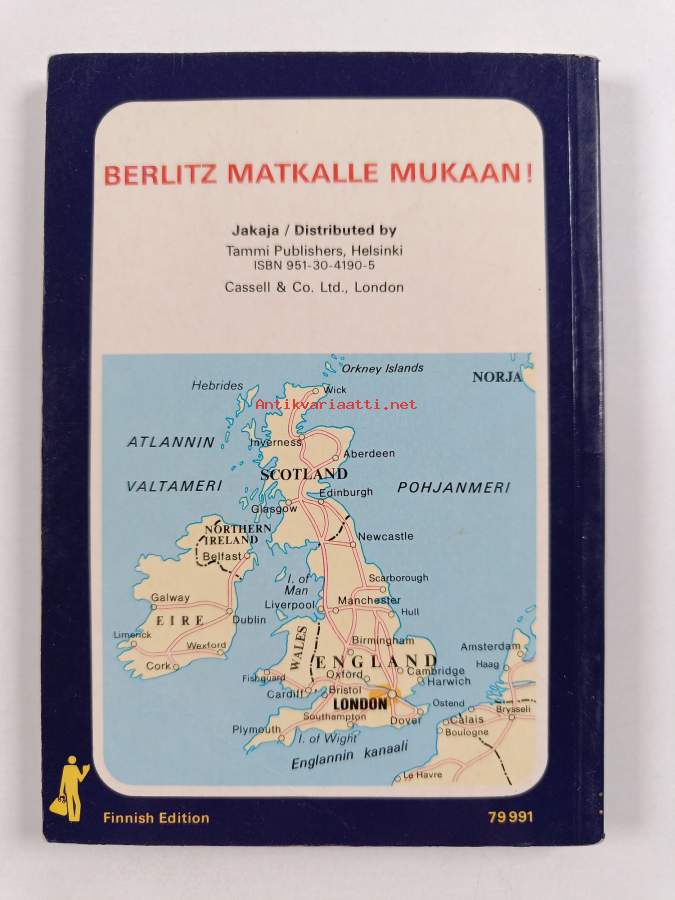 BERLITZ MATKALLE MUKAAN!
Jakaja / Distributed by
Tammi Publishers, Helsinki
ISBN 951-30-4190-5
Cassell & Co. Ltd., London
Orkney Islands
NORJA
Hebrides
Wick
Antikvariaatti.net
ATLANNIN
Inverness
Aberdeen
SCOTLAND
VALTAMERI
Edinburgh
POHJANMERI
Glasgow
NORTHERN
IRELAND
Newcastle
Belfast
I. of
Man
Scarborough
Galway
Liverpool
Manchester
Hull
EIRE
Dublin
Limerick
Wexford
WALES
Birmingham
Amsterdam
ENGLAND
Cork
Haag
Fishguard
Oxford
Cambridge
Harwich
Cardiff
Bristol
LONDON
Ostend
Brysseli
Southampton
Dover
Calais
Plymouth
I. of Wight
Boulogne
Englannin kanaali
Le Havre
Finnish Edition
79 991